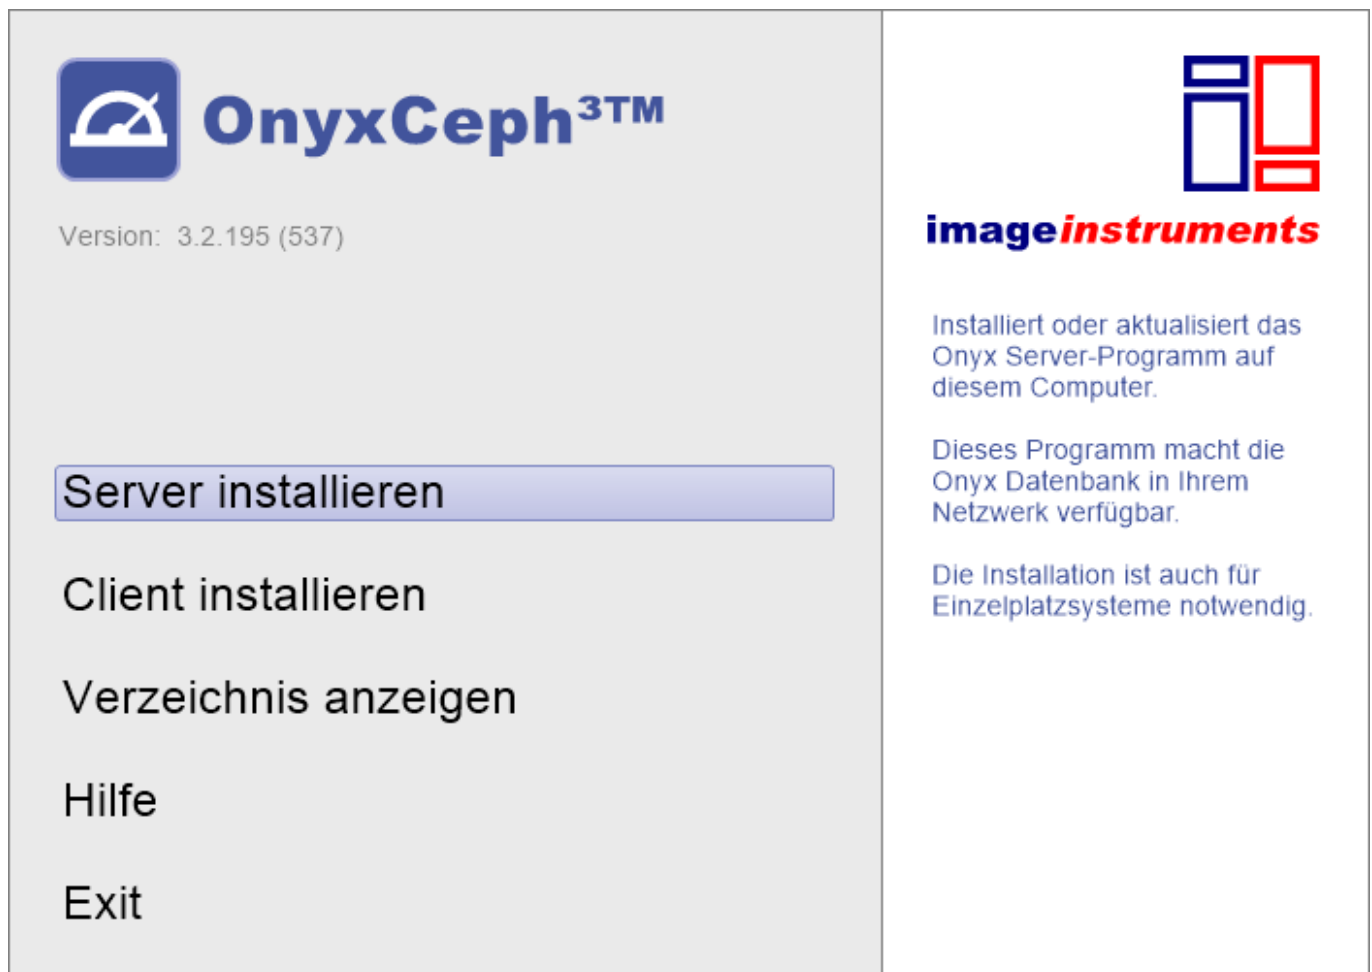 OnyxCeph³TM
Version: 3.2.195 (537)
Server installieren
Client installieren
Verzeichnis anzeigen
Hilfe
Exit
imageinstruments
Installiert oder aktualisiert das
Onyx Server-Programm auf
diesem Computer.
Dieses Programm macht die
Onyx Datenbank in Ihrem
Netzwerk verfügbar.
Die Installation ist auch für
Einzelplatzsysteme notwendig.